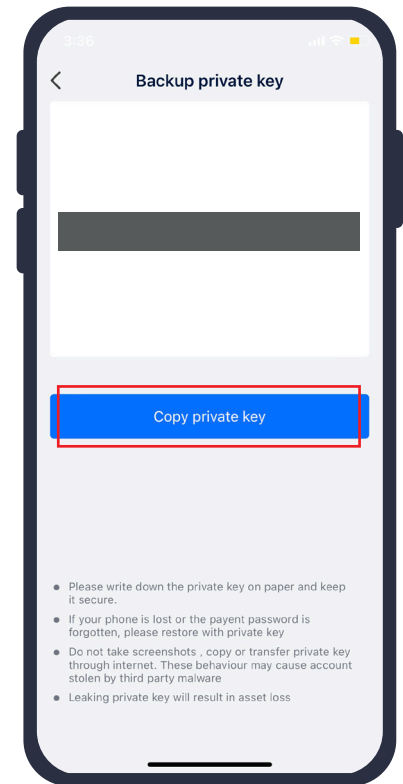 3:36
Backup private key
Copy private key
Please write down the private key on paper and keep
it secure.
If your phone is lost or the payent password is
forgotten, please restore with private key
Do not take screenshots , copy or transfer private key
through internet. These behaviour may cause account
stolen by third party malware
Leaking private key will result in asset loss